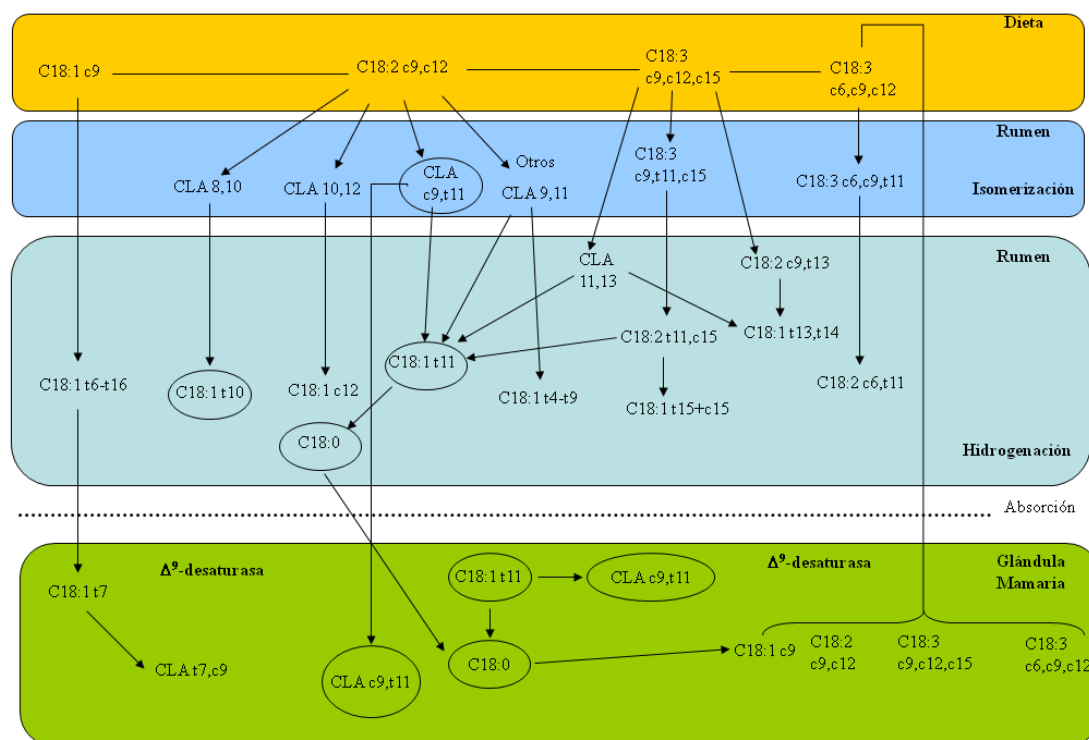 Dieta
C18:1 c9
C18:2 c9,c12
C18:3
c9,c12,c15
C18:3
c6,c9,c12
Rumen
Isomerización
CLA 8,10
CLA 10,12
CLA
c9,t11
Otros
CLA 9,11
C18:3
c9,t11,c15
C18:3 c6,c9,t11
Rumen
CLA
11,13
C18:2 c9,t13
C18:2 t11,c15
C18:1 t13,t14
C18:1 t6-t16
C18:1 t10
C18:1 c12
C18:1 t11
C18:1 t4-t9
C18:1 t15+c15
C18:2 c6,t11
C18:0
Hidrogenación
Absorción
Δ⁹-desaturasa
Δ⁹-desaturasa
Glándula
Mamaria
C18:1 t7
C18:1 t11
CLA c9,t11
CLA t7,c9
CLA c9,t11
C18:0
C18:1 c9
C18:2
c9,c12
C18:3
c9,c12,c15
C18:3
c6,c9,c12